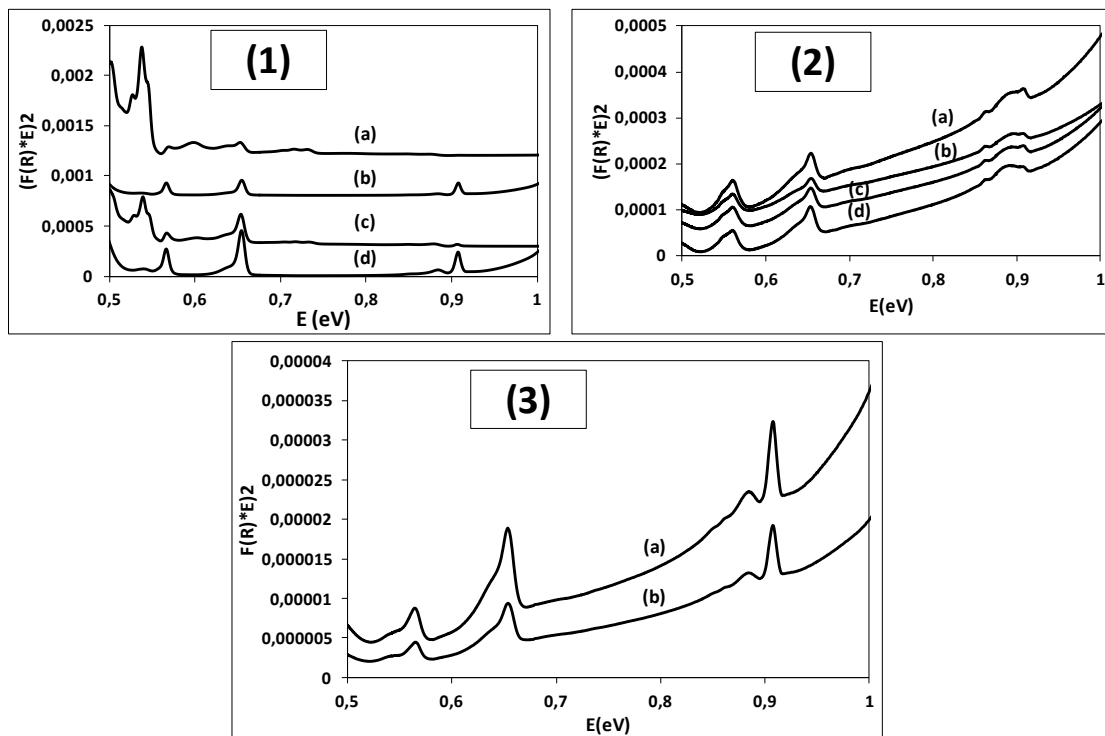 (1)
0,0025
0,002
0,0015
0,001
0,0005
0
(F(R)*E)2
(a)
(b)
(c)
(d)
0,5 0,6 0,7 0,8 0,9 1
E (eV)
(2)
0,0005
0,0004
0,0003
0,0002
0,0001
0
(F(R)*E)2
(a)
(b)
(c)
(d)
0,5 0,6 0,7 0,8 0,9 1
E(eV)
(3)
0,00004
0,000035
0,00003
0,000025
0,00002
0,000015
0,00001
0,000005
0
F(R)*E)2
(a)
(b)
0,5 0,6 0,7 0,8 0,9 1
E(eV)